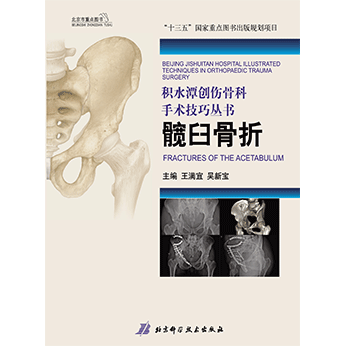 北京市重点图书
BEIJINGSHI ZHONGDIAN TUSHU
“十三五”国家重点图书出版规划项目
BEIJING JISHUITAN HOSPITAL ILLUSTRATED
TECHNIQUES IN ORTHOPAEDIC TRAUMA
SURGERY
积水潭创伤骨科
手术技巧丛书
髋臼骨折
FRACTURES OF THE ACETABULUM
主编 王满宜 吴新宝
北京科学技术出版社